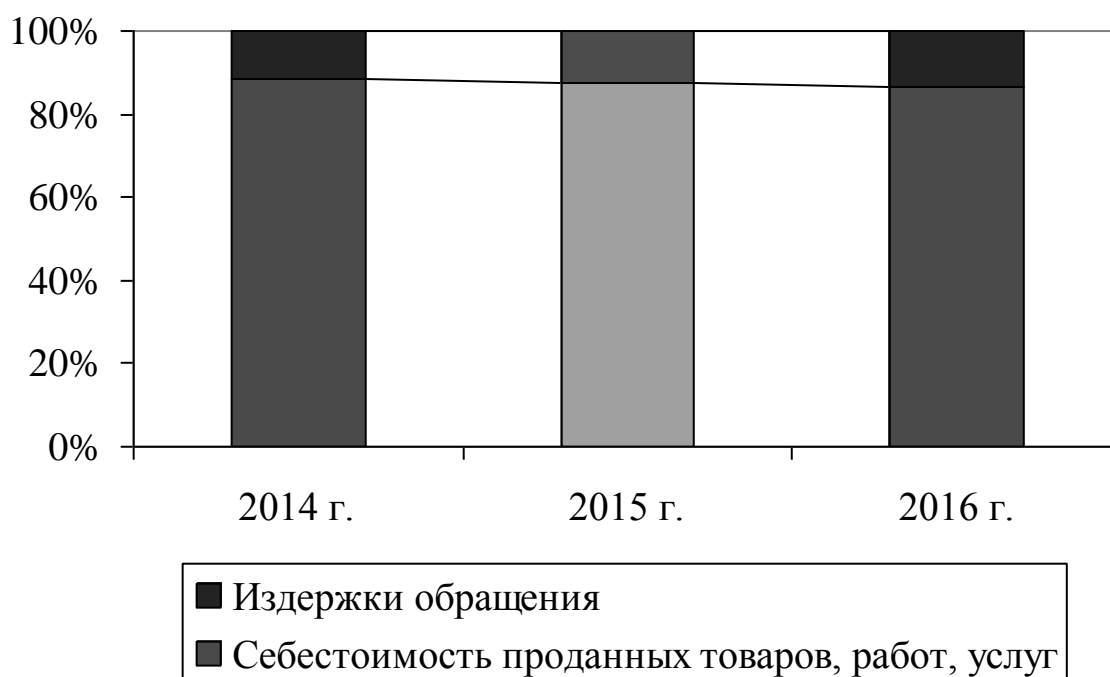 100%
80%
60%
40%
20%
0%
2014 г.
2015 г.
2016 г.
Издержки обращения
Себестоимость проданных товаров, работ, услуг